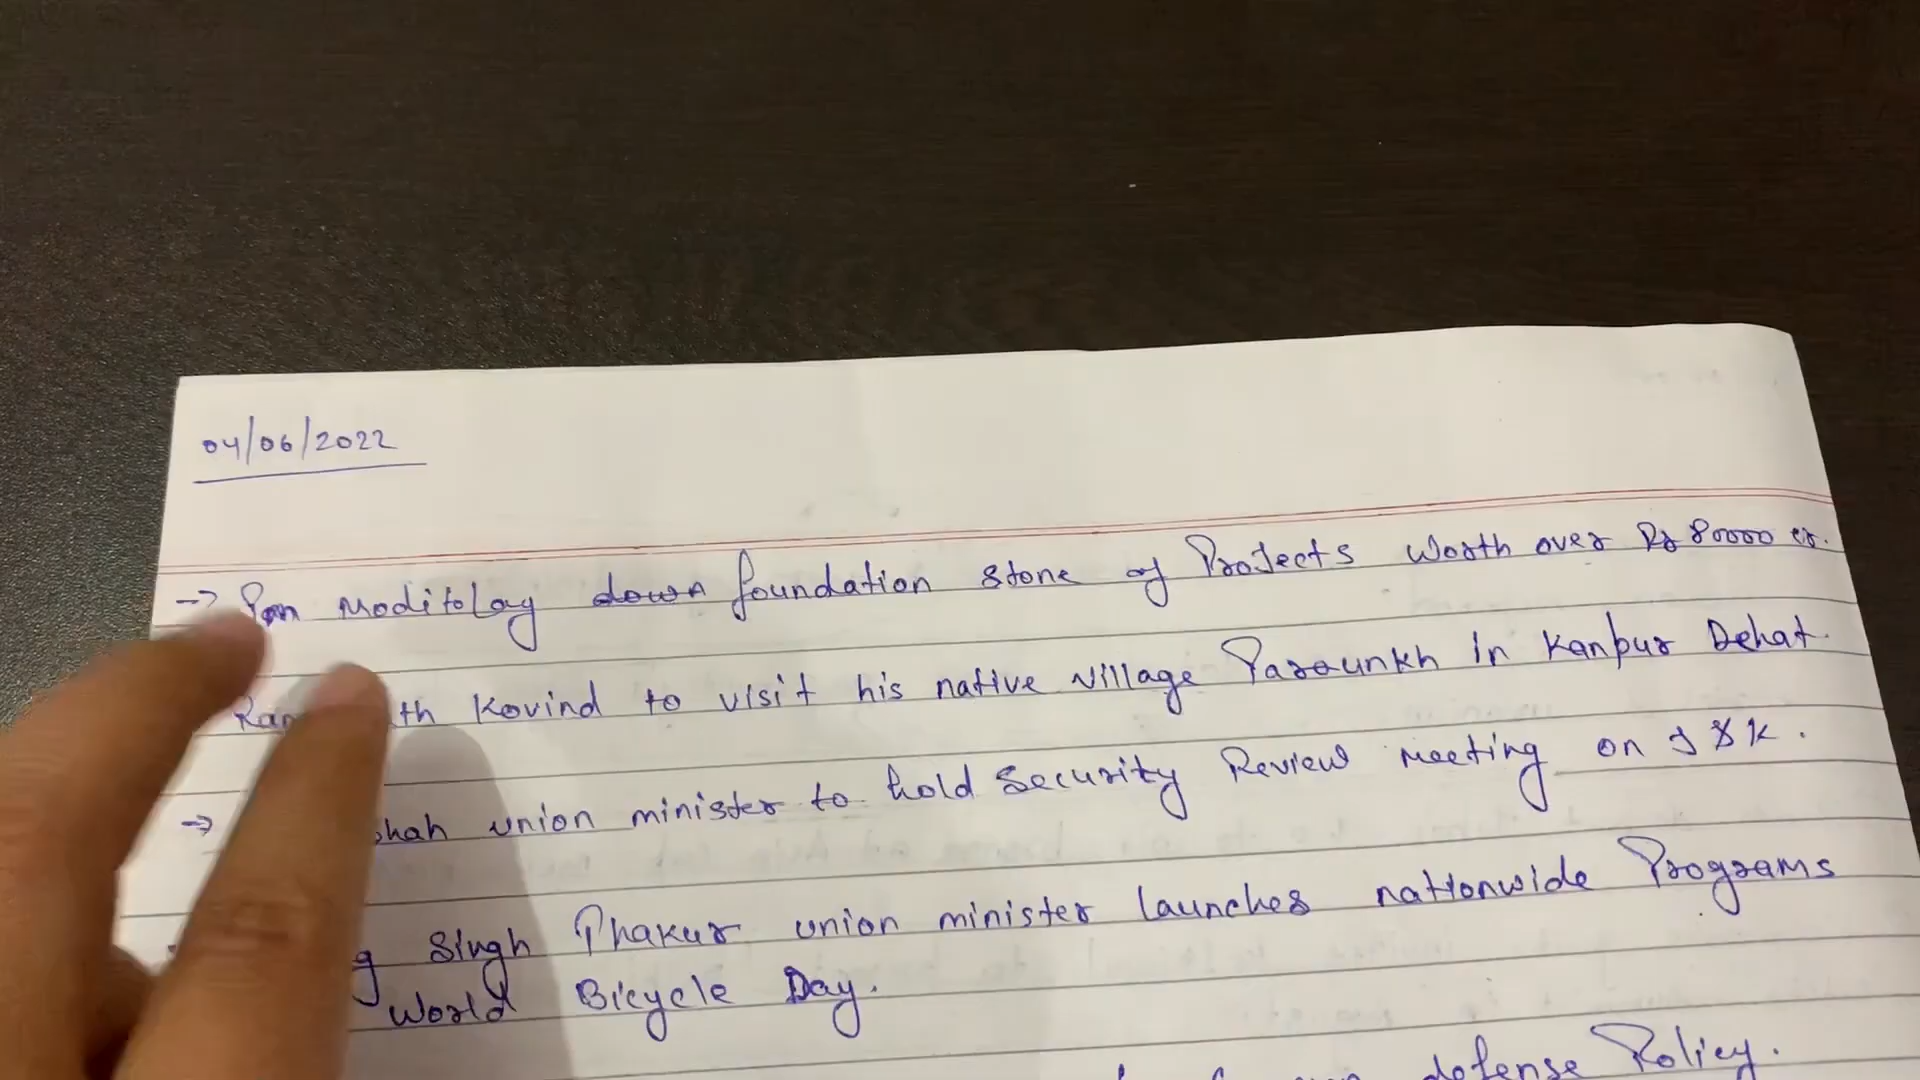 04/06/2022
→ Pm Modi to Lay down foundation stone of Projects worth over Rs 80000 cr.
th Kovind to visit his native village Paraunkh in Kanpur Dehat
→ shah union minister to hold Security Review meeting on J & K.
g Singh Thakur union minister launches nationwide Programs
World Bicycle Day.
defense Policy.